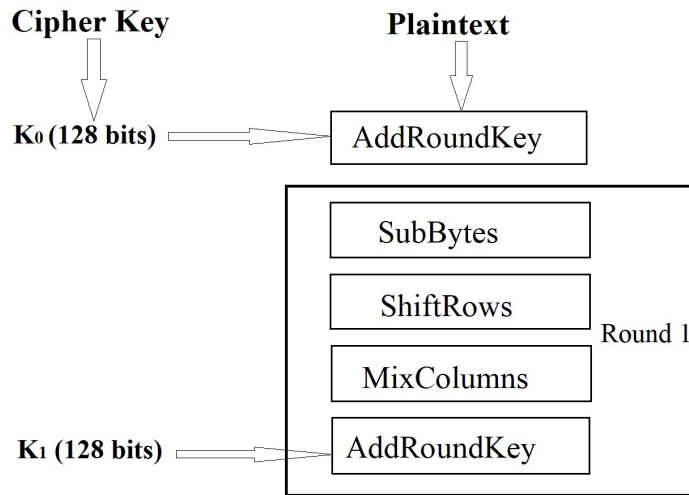 Cipher Key
Plaintext
K₀ (128 bits)
AddRoundKey
SubBytes
ShiftRows
Round 1
MixColumns
K₁ (128 bits)
AddRoundKey